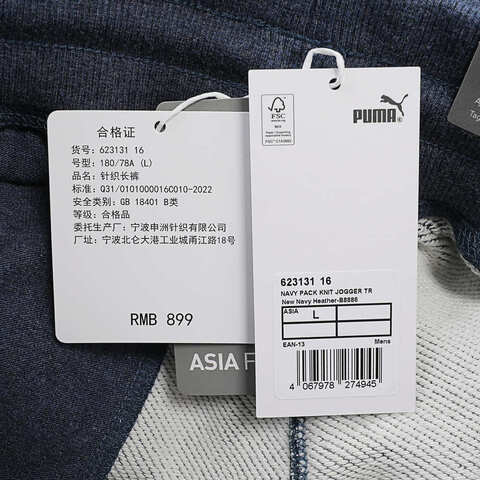 合格证
货号: 623131 16
号型: 180/78A (L)
品名: 针织长裤
标准: Q31/0101000016C010-2022
安全类别: GB 18401 B类
等级: 合格品
委托生产厂: 宁波申洲针织有限公司
厂址: 宁波北仑大港工业城甬江路18号
RMB 899
ASIA F
FSC
MIX
PUMA
623131 16
NAVY PACK KNIT JOGGER TR
New Navy Heather-B8886
ASIA
L
EAN-13
Mens
4 067978 274945
A
Tag